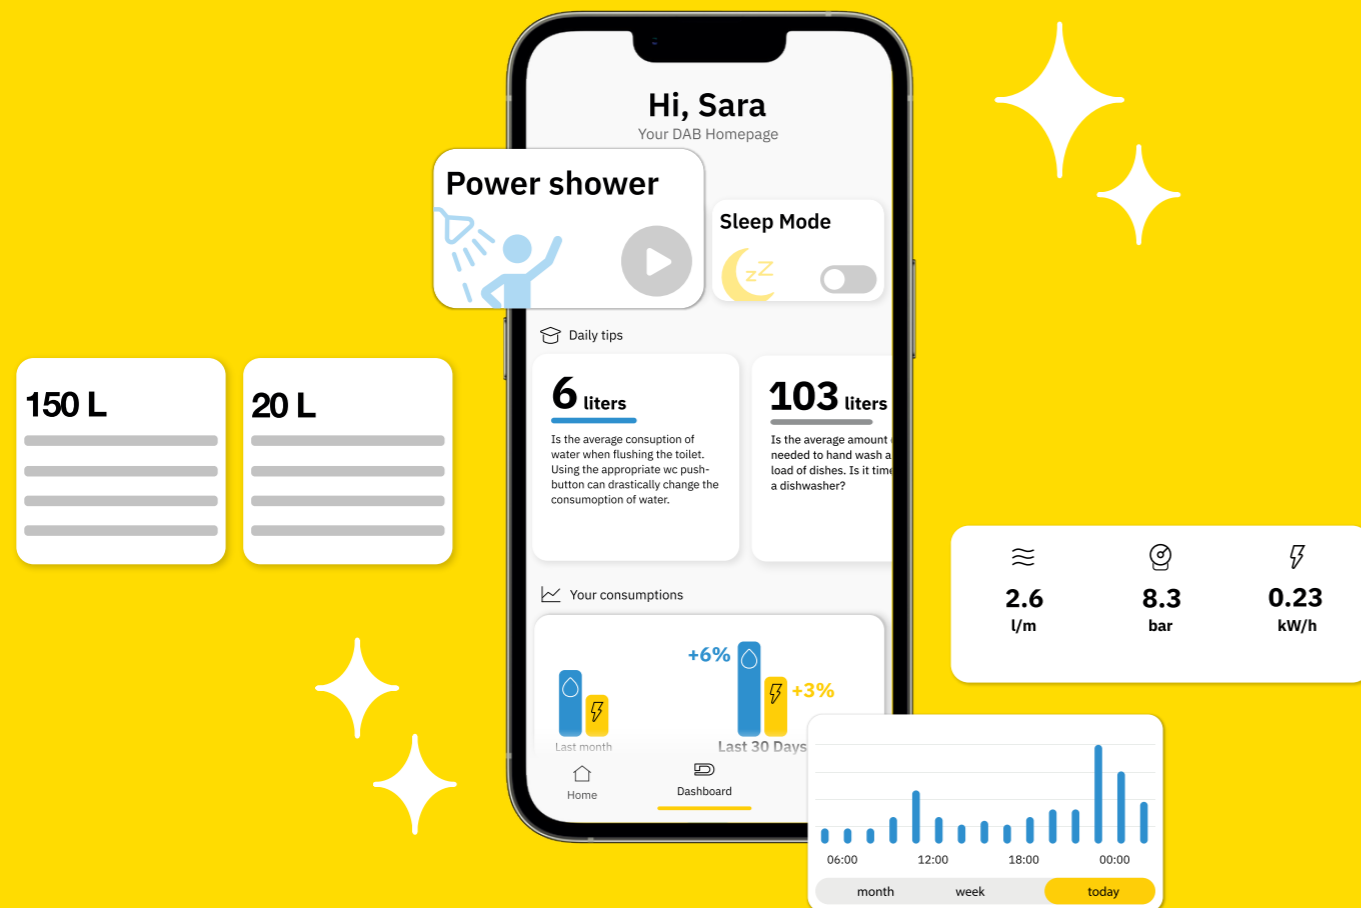 Hi, Sara
Your DAB Homepage
Power shower
Sleep Mode
zZ
Daily tips
150 L
20 L
6 liters
Is the average consuption of
water when flushing the toilet.
Using the appropriate wc push-
button can drastically change the
consumoption of water.
103 liters
Is the average amount
needed to hand wash a
load of dishes. Is it time
a dishwasher?
2.6
l/m
8.3
bar
0.23
kW/h
Your consumptions
+6%
+3%
Last month
Last 30 Days
Home
Dashboard
06:00
12:00
18:00
00:00
month
week
today